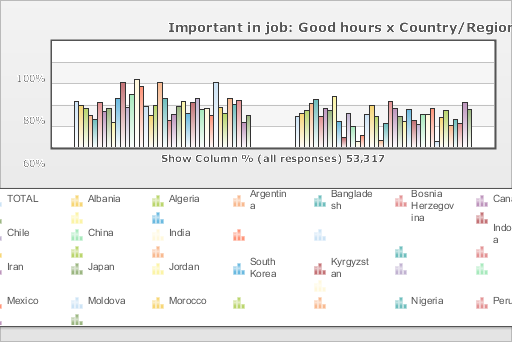 Important in job: Good hours x Country/Region
100%
80%
60%
Show Column % (all responses) 53,317
TOTAL Albania Algeria Argentin Banglade Bosnia Cana
a sh Herzegov
ina
Chile China India Indo
a
Iran Japan Jordan South Kyrgyzst
Korea an
Mexico Moldova Morocco Nigeria Peru